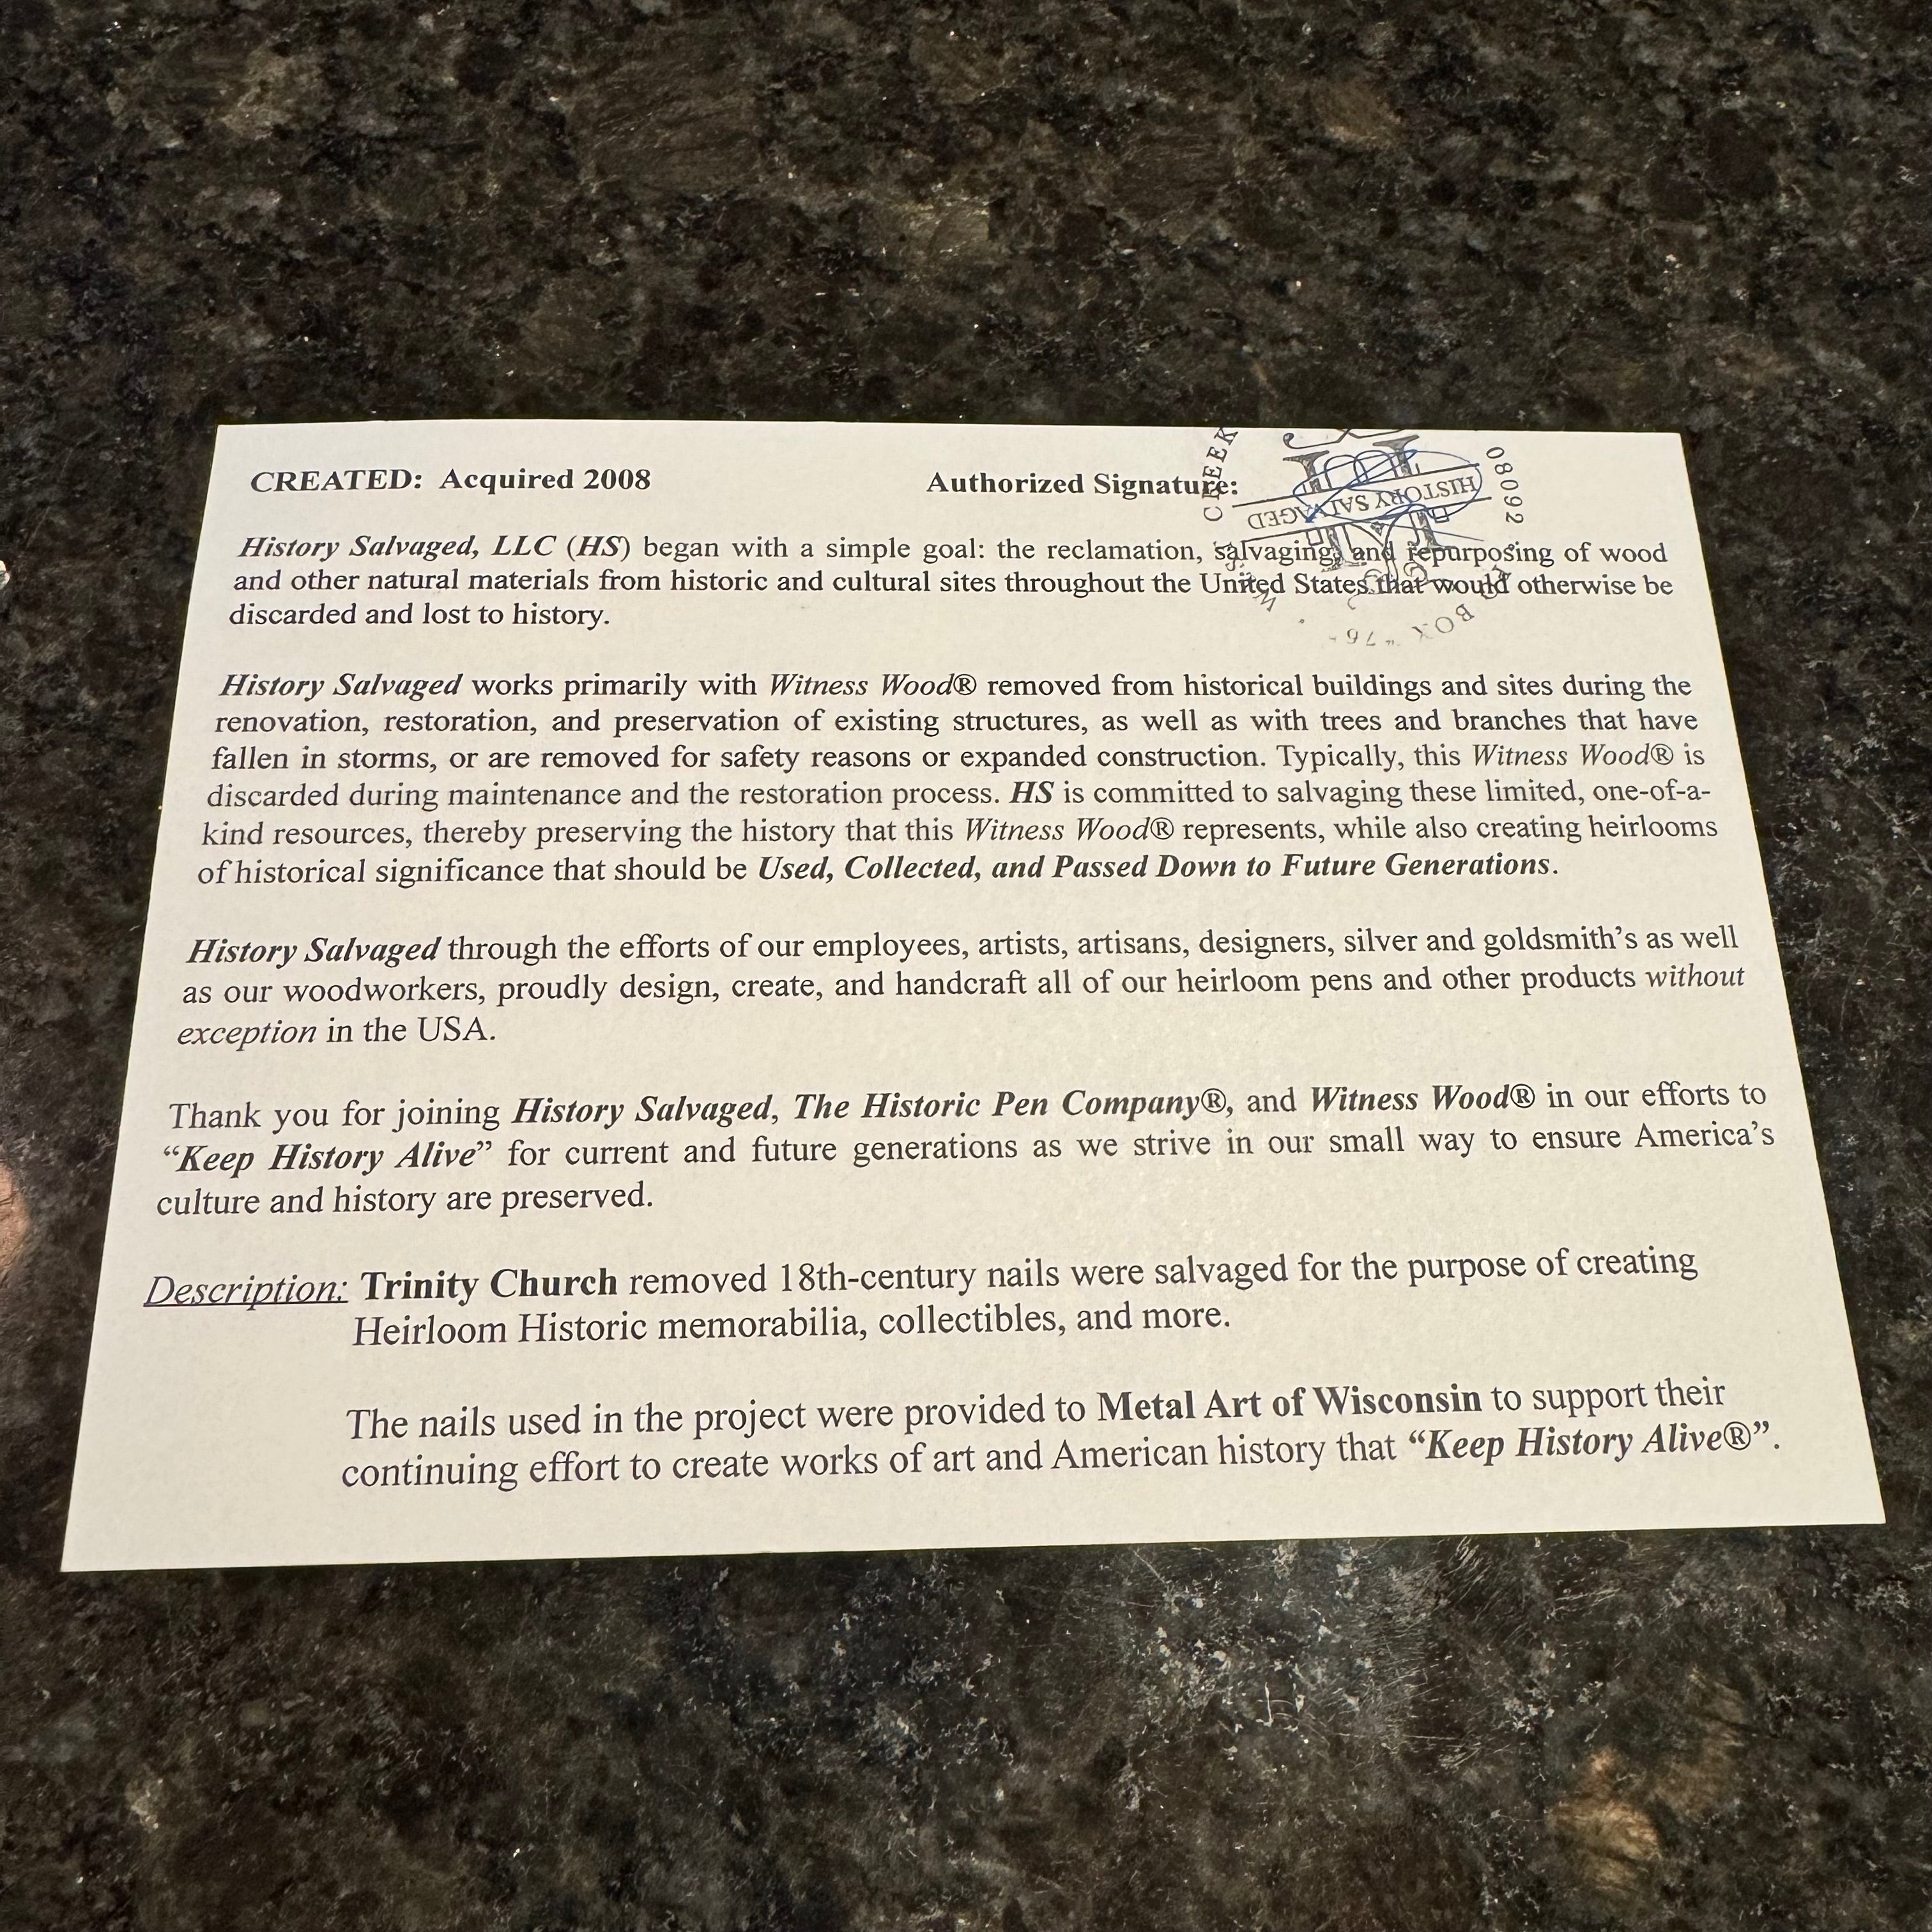 CREATED: Acquired 2008
Authorized Signature:
CREEK
08092
HISTORY SALVAGED
BOX
76
History Salvaged, LLC (HS) began with a simple goal: the reclamation, salvaging, and repurposing of wood
and other natural materials from historic and cultural sites throughout the United States that would otherwise be
discarded and lost to history.
History Salvaged works primarily with Witness Wood® removed from historical buildings and sites during the
renovation, restoration, and preservation of existing structures, as well as with trees and branches that have
fallen in storms, or are removed for safety reasons or expanded construction. Typically, this Witness Wood® is
discarded during maintenance and the restoration process. HS is committed to salvaging these limited, one-of-a-
kind resources, thereby preserving the history that this Witness Wood® represents, while also creating heirlooms
of historical significance that should be Used, Collected, and Passed Down to Future Generations.
History Salvaged through the efforts of our employees, artists, artisans, designers, silver and goldsmith’s as well
as our woodworkers, proudly design, create, and handcraft all of our heirloom pens and other products without
exception in the USA.
Thank you for joining History Salvaged, The Historic Pen Company®, and Witness Wood® in our efforts to
“Keep History Alive” for current and future generations as we strive in our small way to ensure America’s
culture and history are preserved.
Description: Trinity Church removed 18th-century nails were salvaged for the purpose of creating
Heirloom Historic memorabilia, collectibles, and more.
The nails used in the project were provided to Metal Art of Wisconsin to support their
continuing effort to create works of art and American history that “Keep History Alive®”.